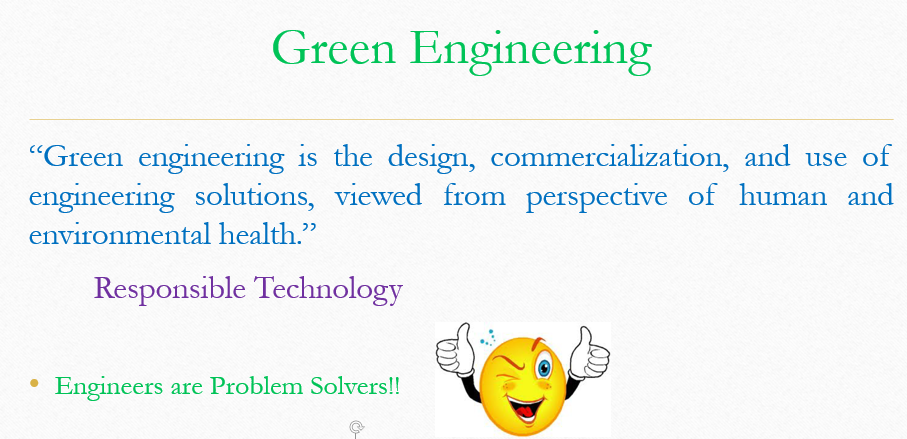 Green Engineering
“Green engineering is the design, commercialization, and use of
engineering solutions, viewed from perspective of human and
environmental health.”
Responsible Technology
• Engineers are Problem Solvers!!